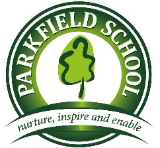 PARKFIELD SCHOOL
nurture, inspire and enable